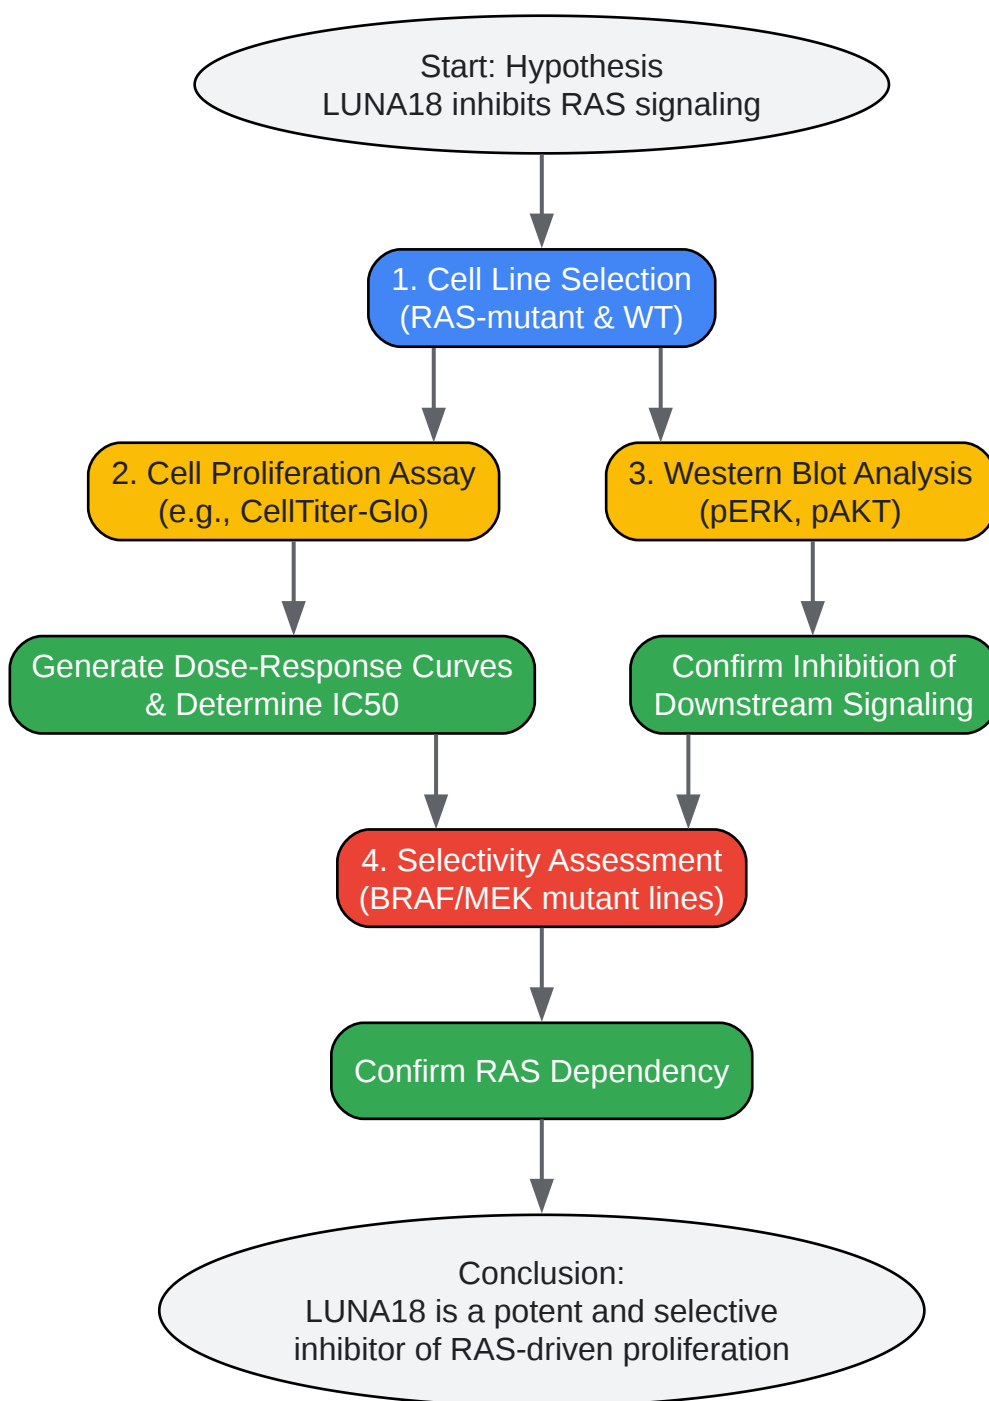 Start: Hypothesis
LUNA18 inhibits RAS signaling
1. Cell Line Selection
(RAS-mutant & WT)
2. Cell Proliferation Assay
(e.g., CellTiter-Glo)
3. Western Blot Analysis
(pERK, pAKT)
Generate Dose-Response Curves
& Determine IC50
Confirm Inhibition of
Downstream Signaling
4. Selectivity Assessment
(BRAF/MEK mutant lines)
Confirm RAS Dependency
Conclusion:
LUNA18 is a potent and selective
inhibitor of RAS-driven proliferation